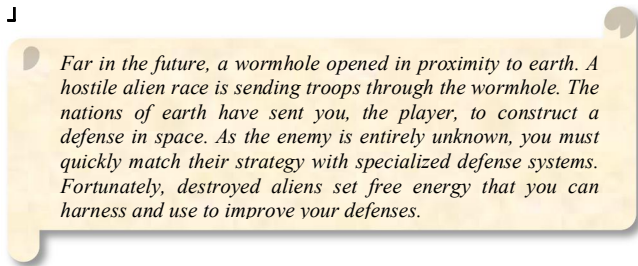 Far in the future, a wormhole opened in proximity to earth. A
hostile alien race is sending troops through the wormhole. The
nations of earth have sent you, the player, to construct a
defense in space. As the enemy is entirely unknown, you must
quickly match their strategy with specialized defense systems.
Fortunately, destroyed aliens set free energy that you can
harness and use to improve your defenses.